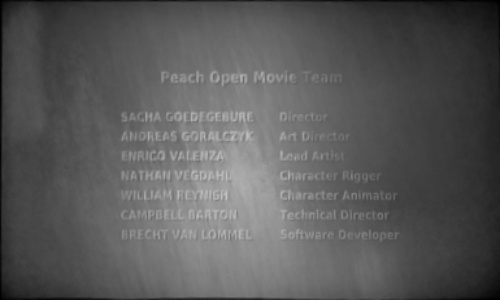 Peach Open Movie Team
SACHA GOEDEGEBURE Director
ANDREAS GORALCZYK Art Director
ENRICO VALENZA Lead Artist
NATHAN VEGDAHL Character Rigger
WILLIAM REYNISH Character Animator
CAMPBELL BARTON Technical Director
BRECHT VAN LOMMEL Software Developer